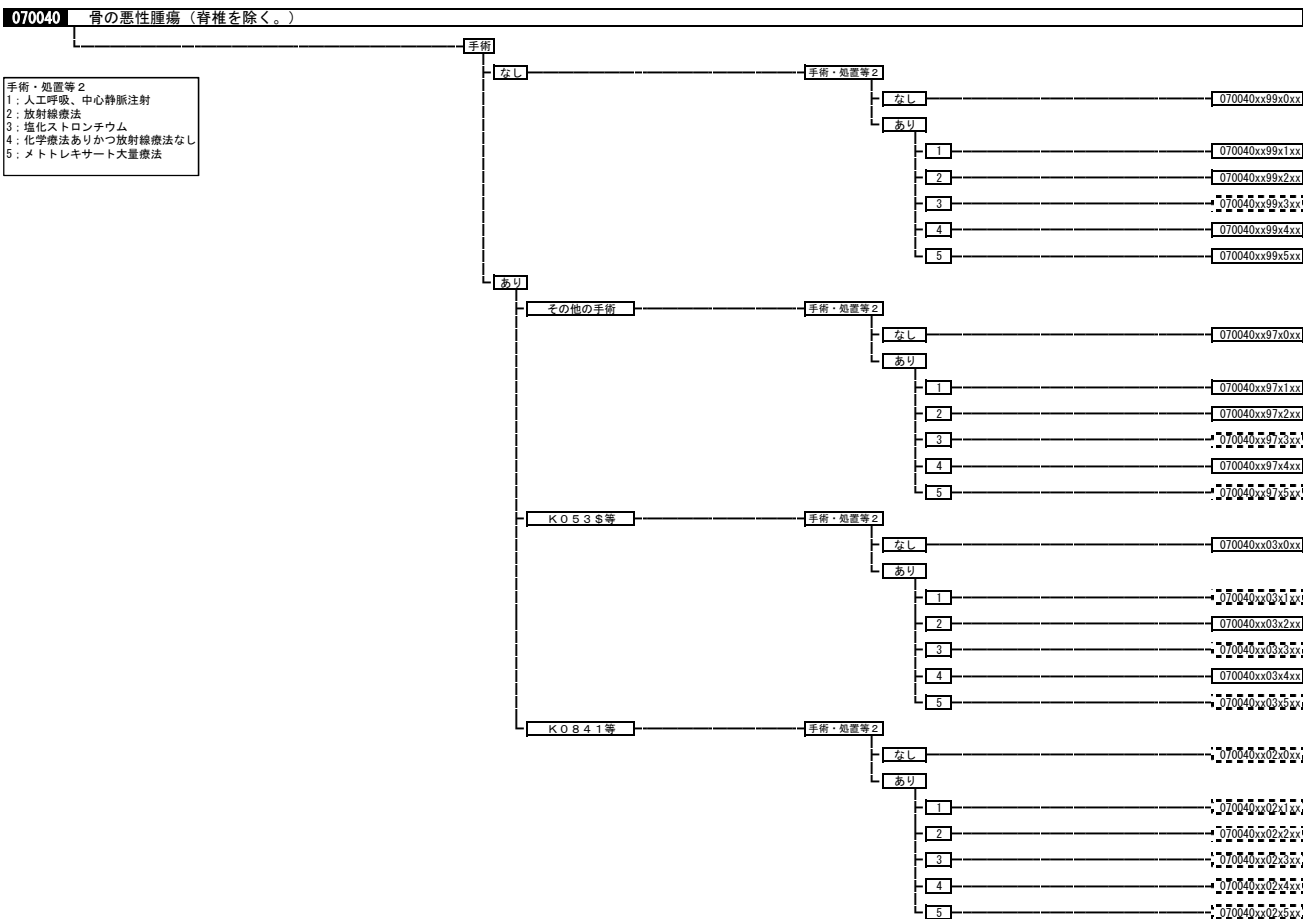 070040 骨の悪性腫瘍（脊椎を除く。）
手術
なし 手術・処置等２
手術・処置等２
1；人工呼吸、中心静脈注射
2；放射線療法
3；塩化ストロンチウム
4；化学療法ありかつ放射線療法なし
5；メトトレキサート大量療法
なし 070040xx99x0xx
あり
1 070040xx99x1xx
2 070040xx99x2xx
3 070040xx99x3xx
4 070040xx99x4xx
5 070040xx99x5xx
あり
その他の手術 手術・処置等２
なし 070040xx97x0xx
あり
1 070040xx97x1xx
2 070040xx97x2xx
3 070040xx97x3xx
4 070040xx97x4xx
5 070040xx97x5xx
Ｋ０５３＄等 手術・処置等２
なし 070040xx03x0xx
あり
1 070040xx03x1xx
2 070040xx03x2xx
3 070040xx03x3xx
4 070040xx03x4xx
5 070040xx03x5xx
Ｋ０８４１等 手術・処置等２
なし 070040xx02x0xx
あり
1 070040xx02x1xx
2 070040xx02x2xx
3 070040xx02x3xx
4 070040xx02x4xx
5 070040xx02x5xx